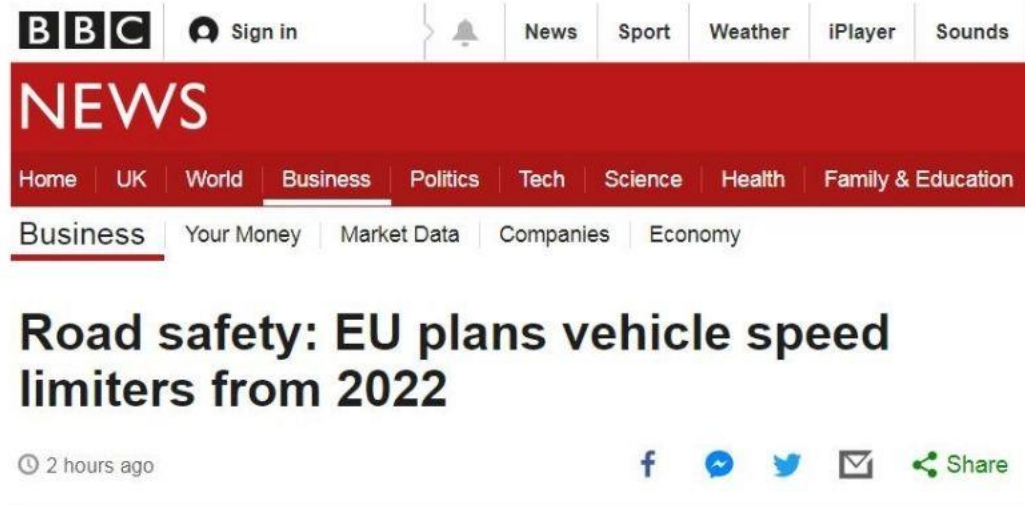 BBC Sign in News Sport Weather iPlayer Sounds
NEWS
Home UK World Business Politics Tech Science Health Family & Education
Business Your Money Market Data Companies Economy
Road safety: EU plans vehicle speed
limiters from 2022
2 hours ago Share